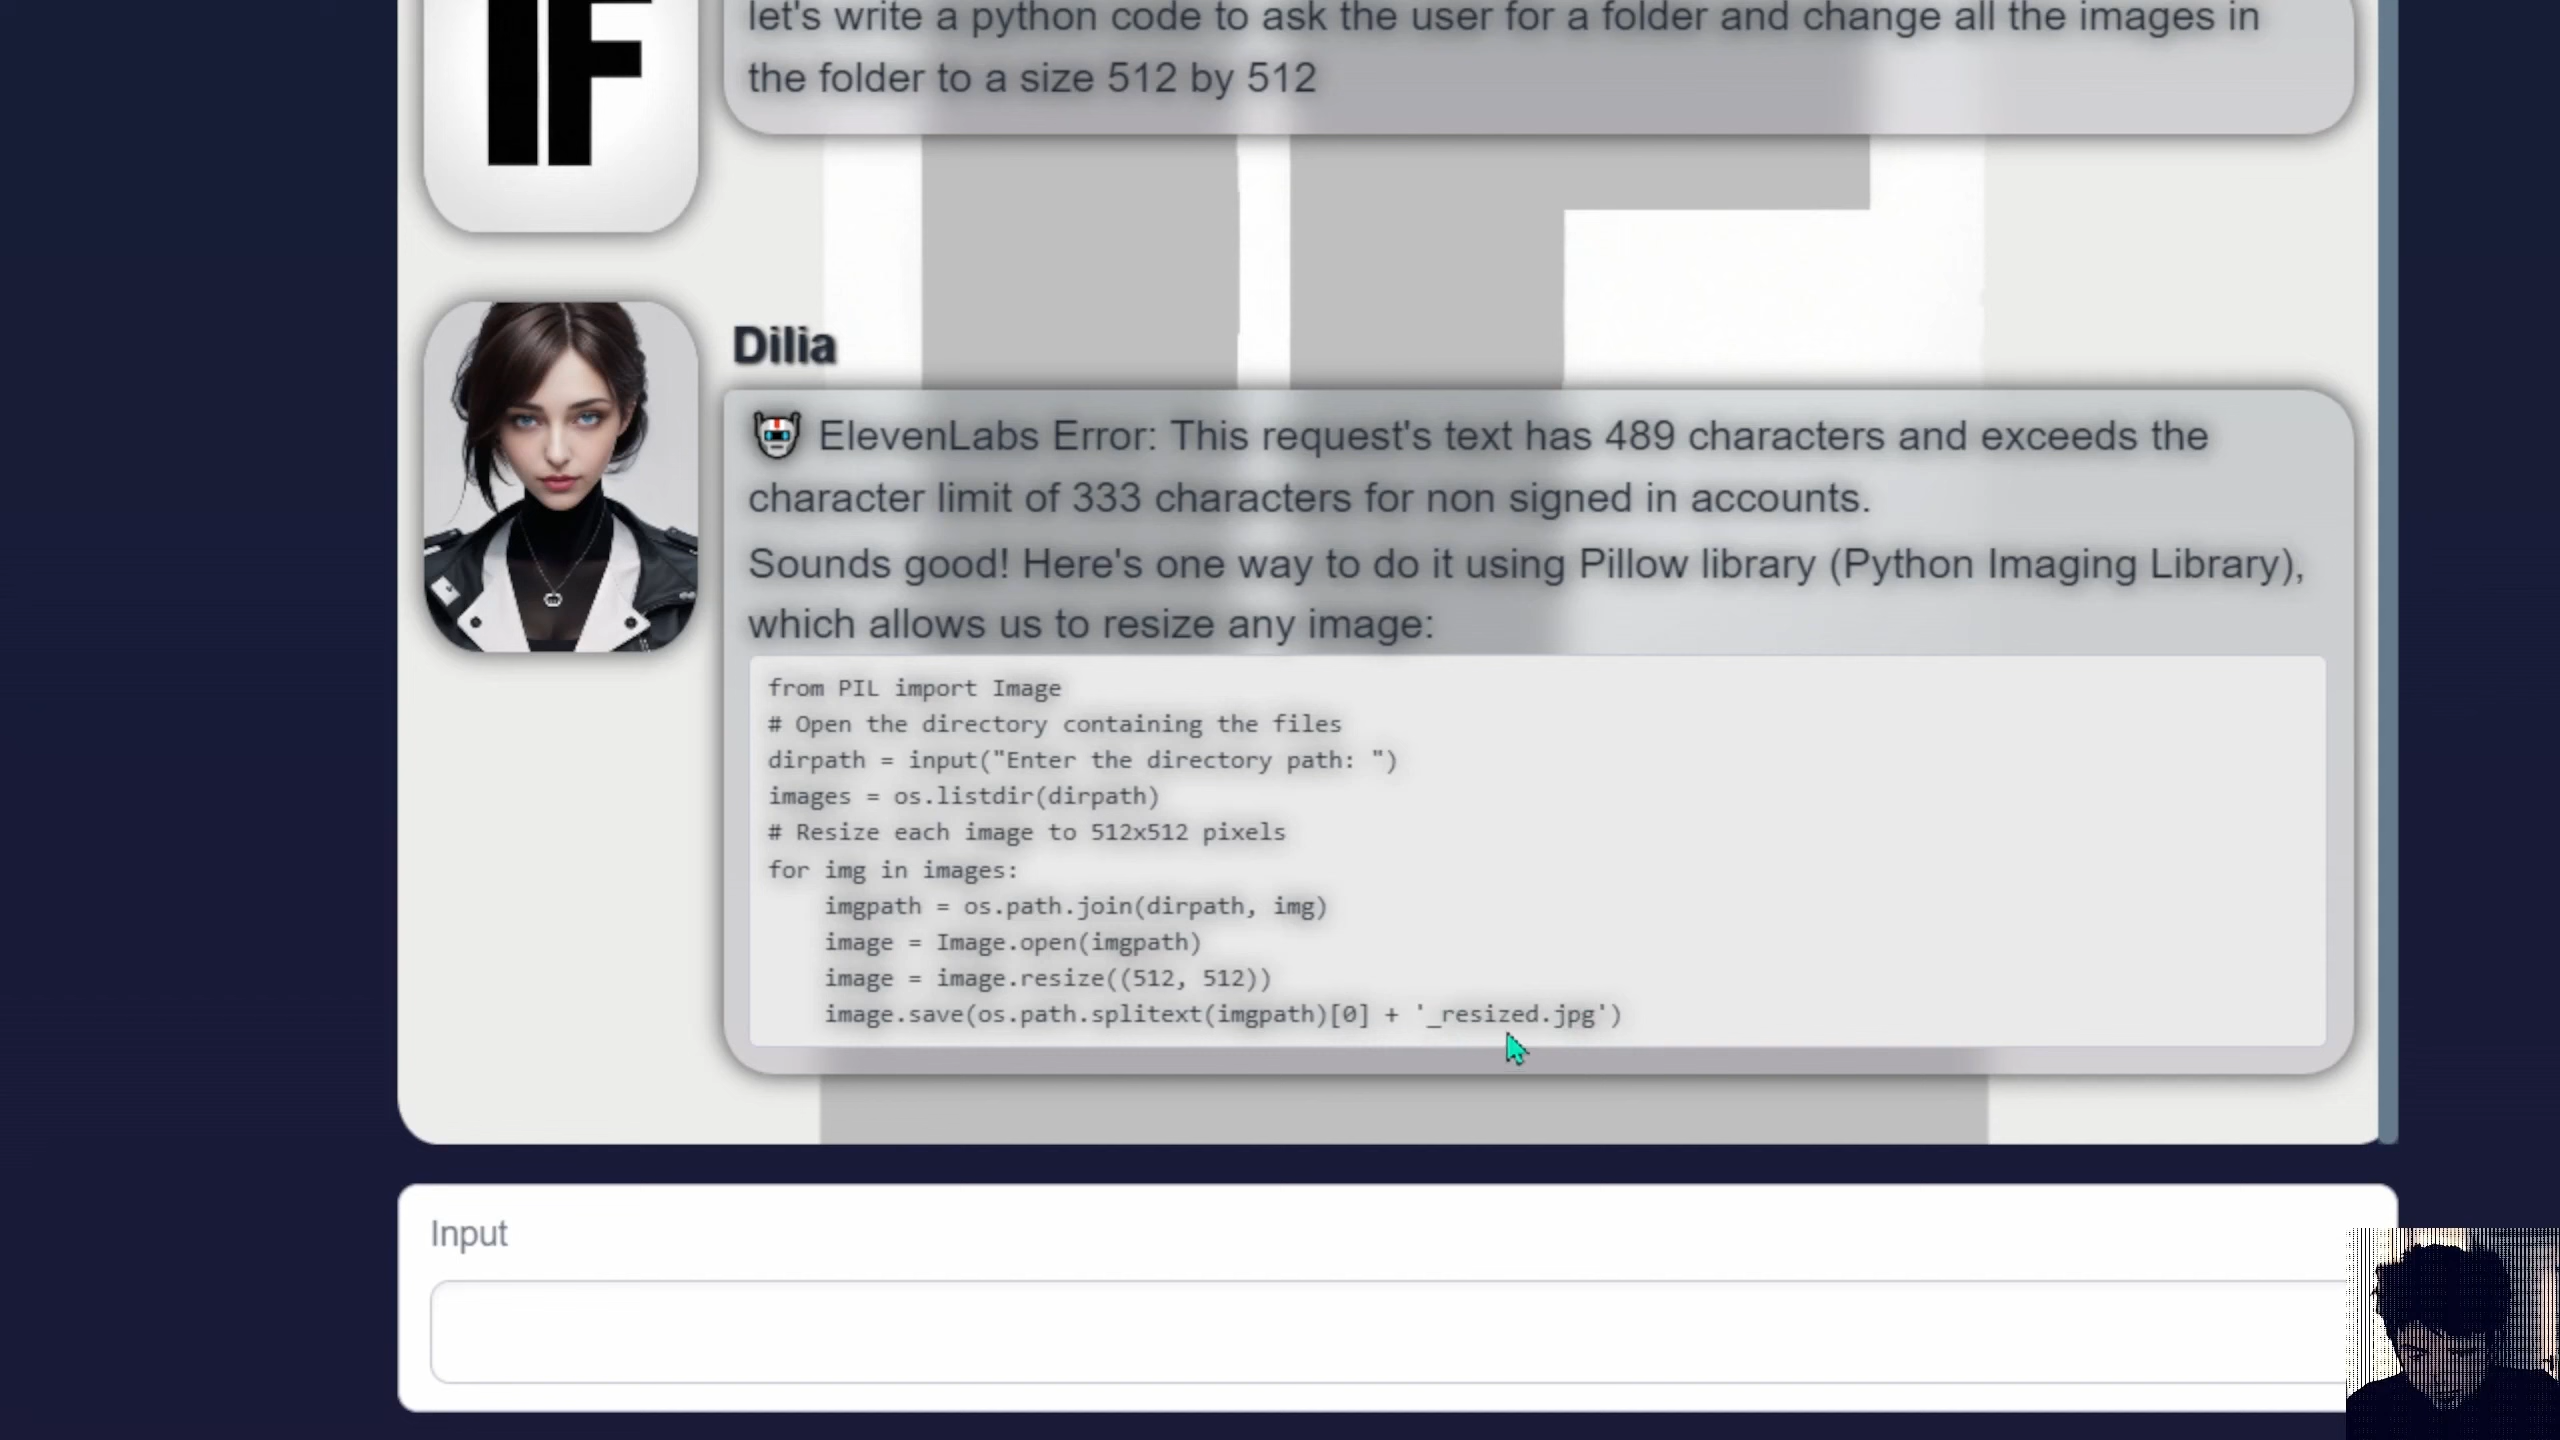 IF
let's write a python code to ask the user for a folder and change all the images in
the folder to a size 512 by 512
Dilia
ElevenLabs Error: This request's text has 489 characters and exceeds the
character limit of 333 characters for non signed in accounts.
Sounds good! Here's one way to do it using Pillow library (Python Imaging Library),
which allows us to resize any image:
from PIL import Image
# Open the directory containing the files
dirpath = input("Enter the directory path: ")
images = os.listdir(dirpath)
# Resize each image to 512x512 pixels
for img in images:
    imgpath = os.path.join(dirpath, img)
    image = Image.open(imgpath)
    image = image.resize((512, 512))
    image.save(os.path.splitext(imgpath)[0] + '_resized.jpg')
Input